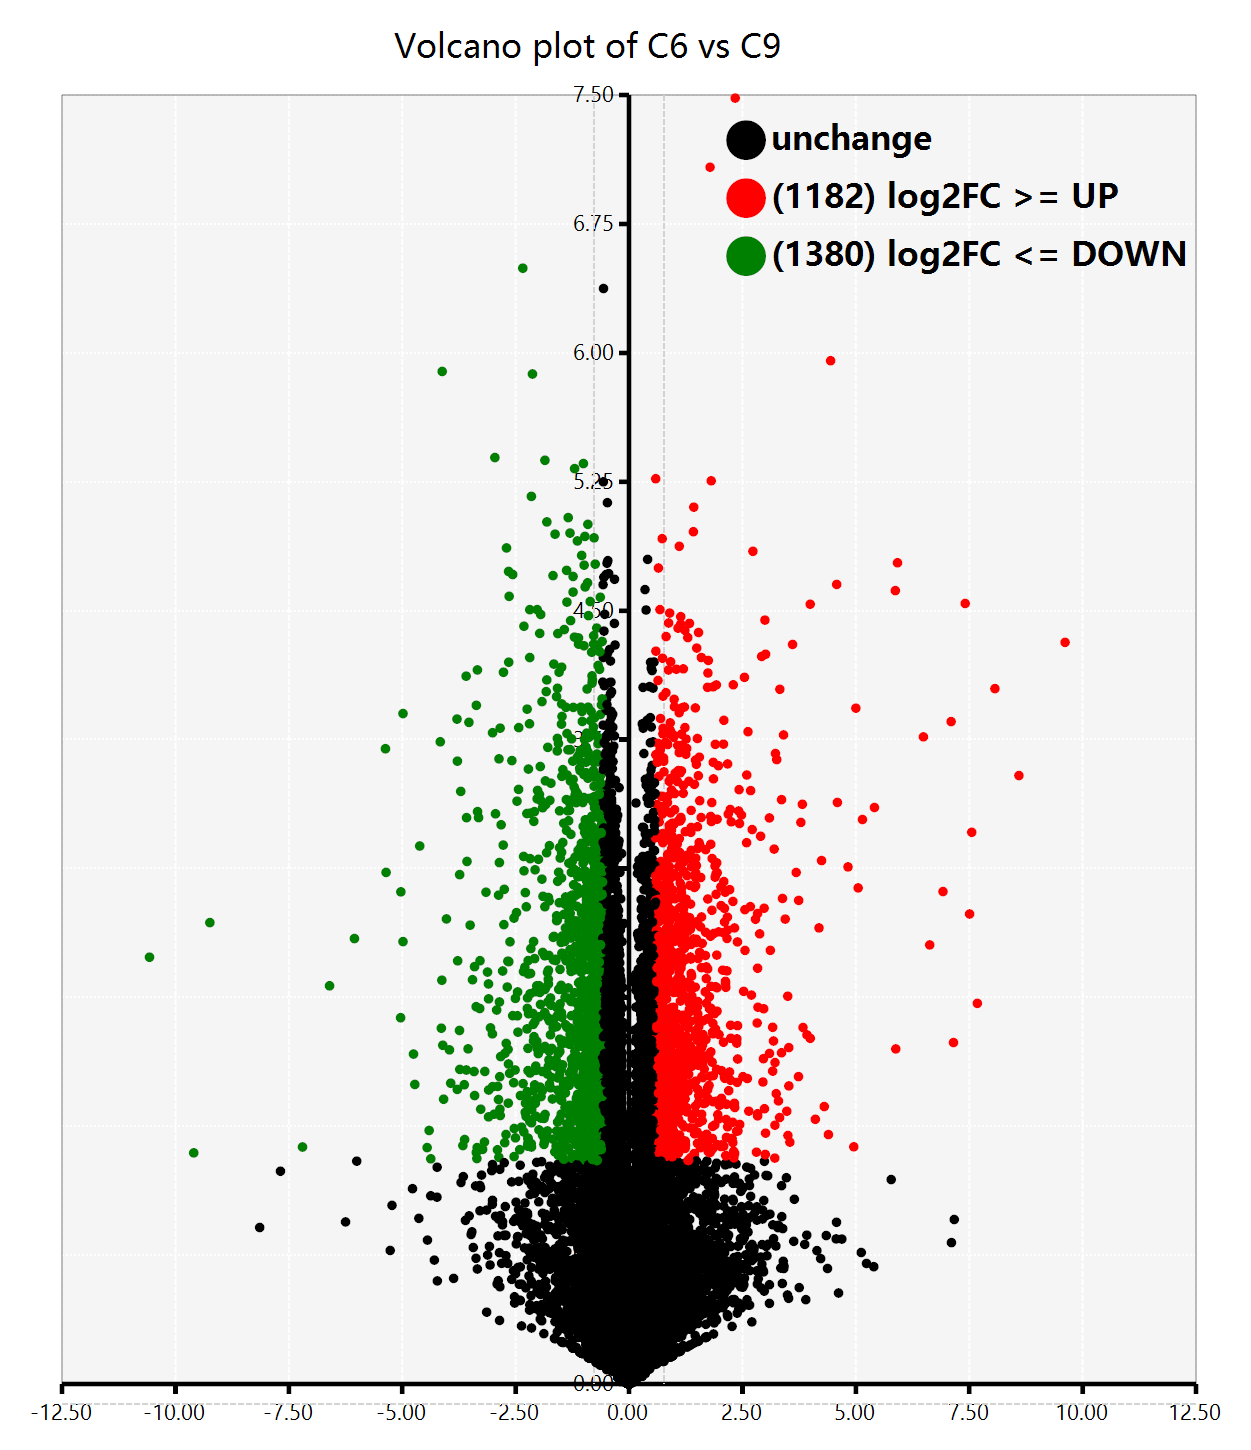 Volcano plot of C6 vs C9
7.50
unchange
(1182) log2FC >= UP
6.75
(1380) log2FC <= DOWN
6.00
5.25
4.50
0.00
-12.50 -10.00 -7.50 -5.00 -2.50 0.00 2.50 5.00 7.50 10.00 12.50